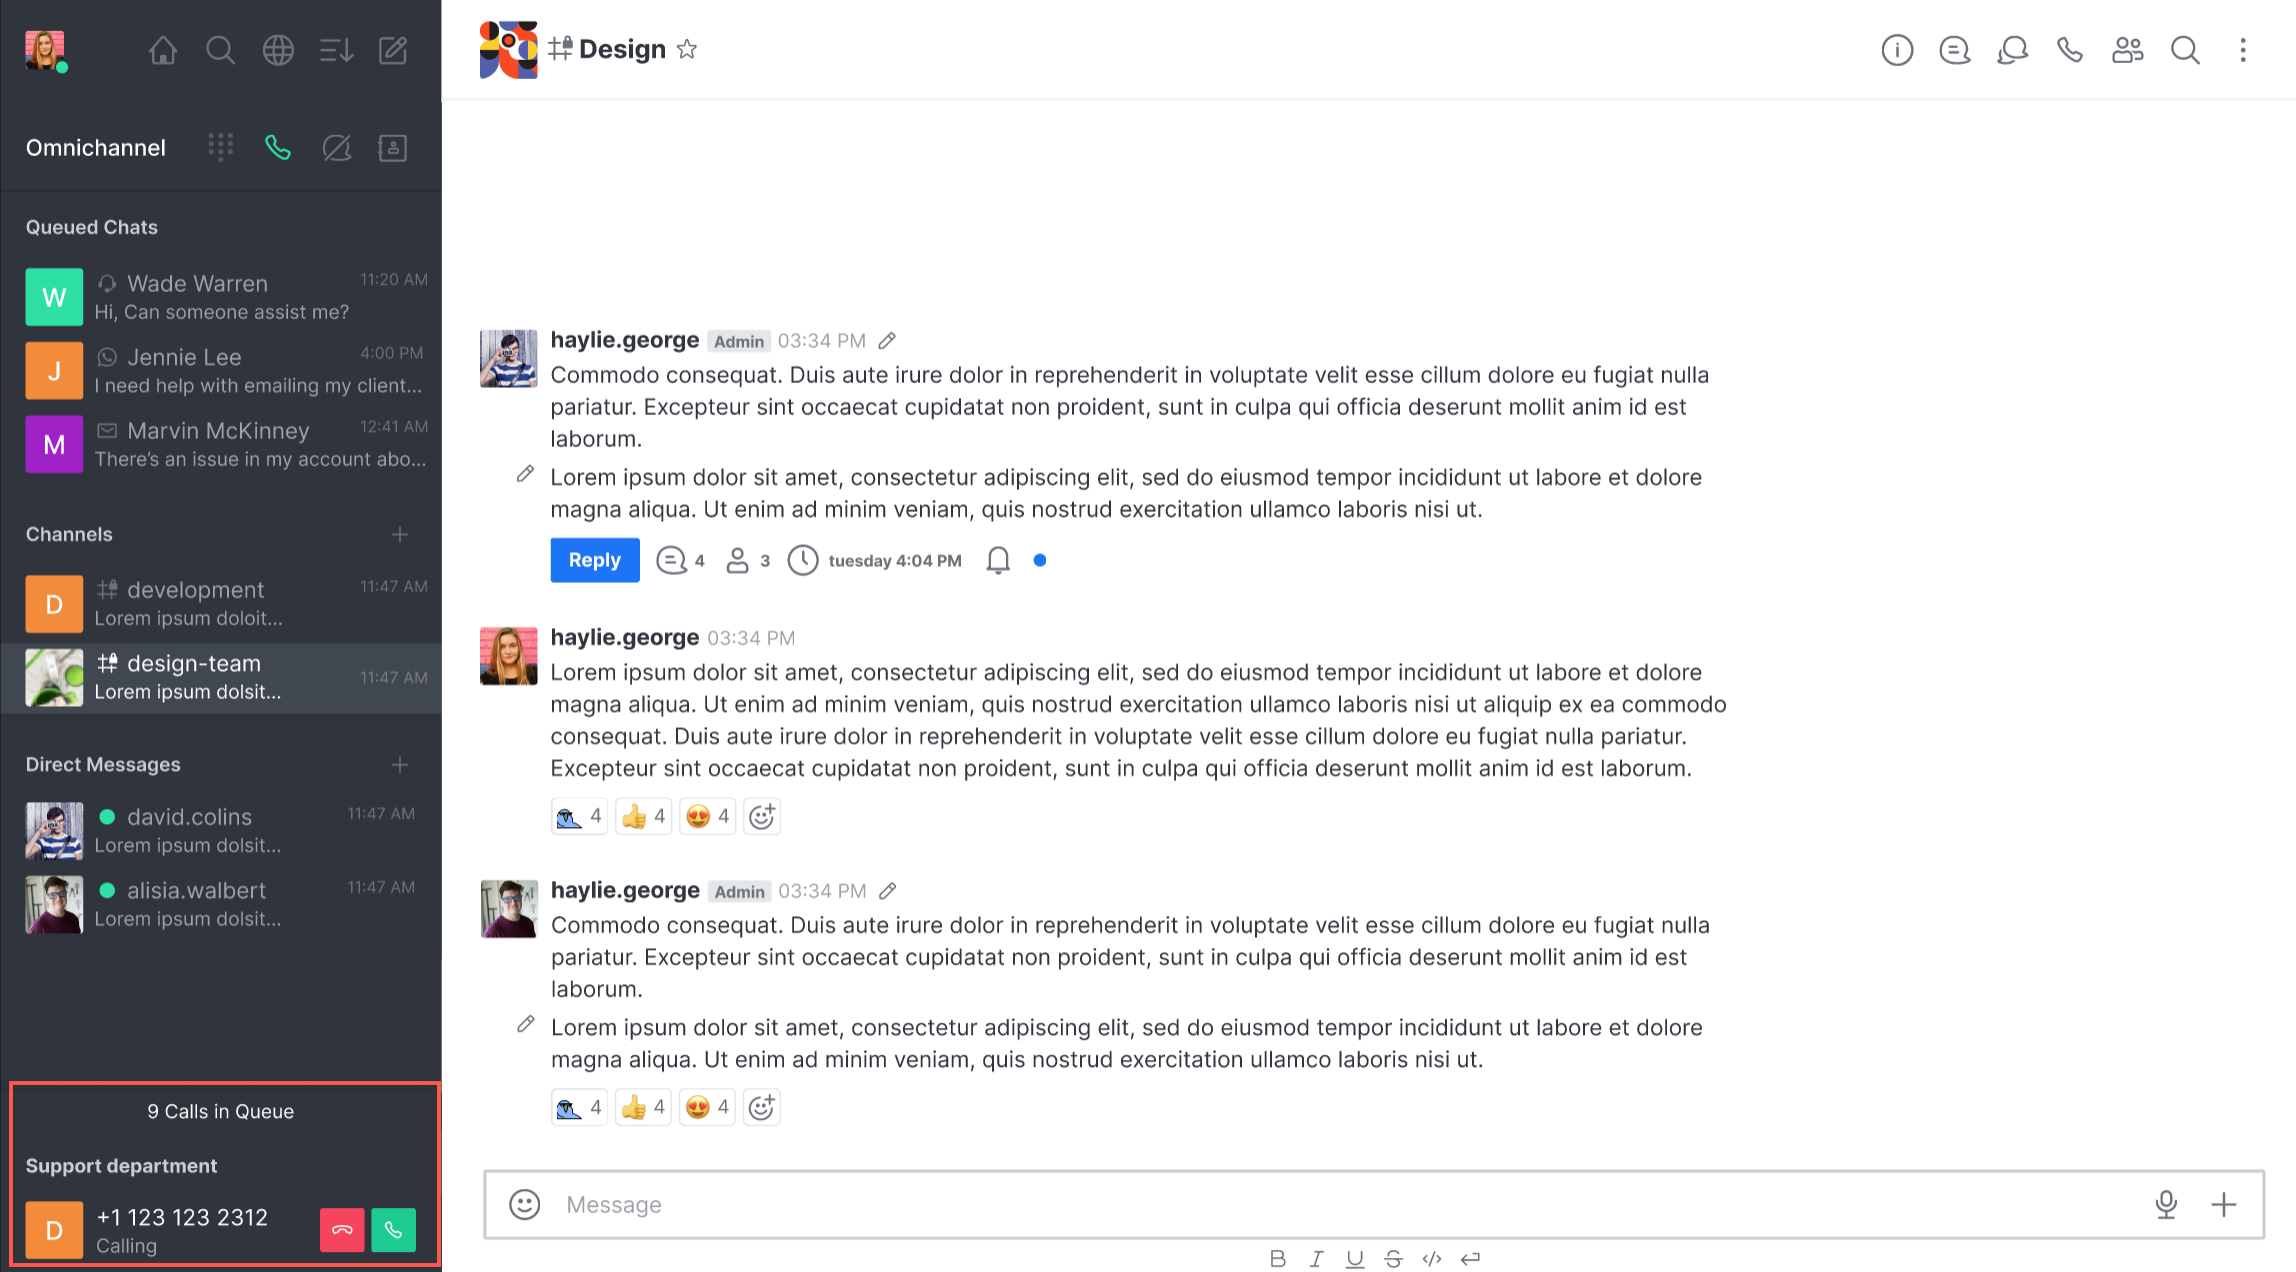 Omnichannel
Queued Chats
W
Wade Warren
11:20 AM
Hi, Can someone assist me?
J
Jennie Lee
4:00 PM
I need help with emailing my client...
M
Marvin McKinney
12:41 AM
There's an issue in my account abo...
Channels
D
development
11:47 AM
Lorem ipsum doloit...
design-team
11:47 AM
Lorem ipsum dolsit...
Direct Messages
david.colins
11:47 AM
Lorem ipsum dolsit...
alisia.walbert
11:47 AM
Lorem ipsum dolsit...
9 Calls in Queue
Support department
D
+1 123 123 2312
Calling
Design
haylie.george Admin 03:34 PM
Commodo consequat. Duis aute irure dolor in reprehenderit in voluptate velit esse cillum dolore eu fugiat nulla
pariatur. Excepteur sint occaecat cupidatat non proident, sunt in culpa qui officia deserunt mollit anim id est
laborum.
Lorem ipsum dolor sit amet, consectetur adipiscing elit, sed do eiusmod tempor incididunt ut labore et dolore
magna aliqua. Ut enim ad minim veniam, quis nostrud exercitation ullamco laboris nisi ut.
Reply 4 3 tuesday 4:04 PM
haylie.george 03:34 PM
Lorem ipsum dolor sit amet, consectetur adipiscing elit, sed do eiusmod tempor incididunt ut labore et dolore
magna aliqua. Ut enim ad minim veniam, quis nostrud exercitation ullamco laboris nisi ut aliquip ex ea commodo
consequat. Duis aute irure dolor in reprehenderit in voluptate velit esse cillum dolore eu fugiat nulla pariatur.
Excepteur sint occaecat cupidatat non proident, sunt in culpa qui officia deserunt mollit anim id est laborum.
4 4 4
haylie.george Admin 03:34 PM
Commodo consequat. Duis aute irure dolor in reprehenderit in voluptate velit esse cillum dolore eu fugiat nulla
pariatur. Excepteur sint occaecat cupidatat non proident, sunt in culpa qui officia deserunt mollit anim id est
laborum.
Lorem ipsum dolor sit amet, consectetur adipiscing elit, sed do eiusmod tempor incididunt ut labore et dolore
magna aliqua. Ut enim ad minim veniam, quis nostrud exercitation ullamco laboris nisi ut.
4 4 4
Message
B I U S </>